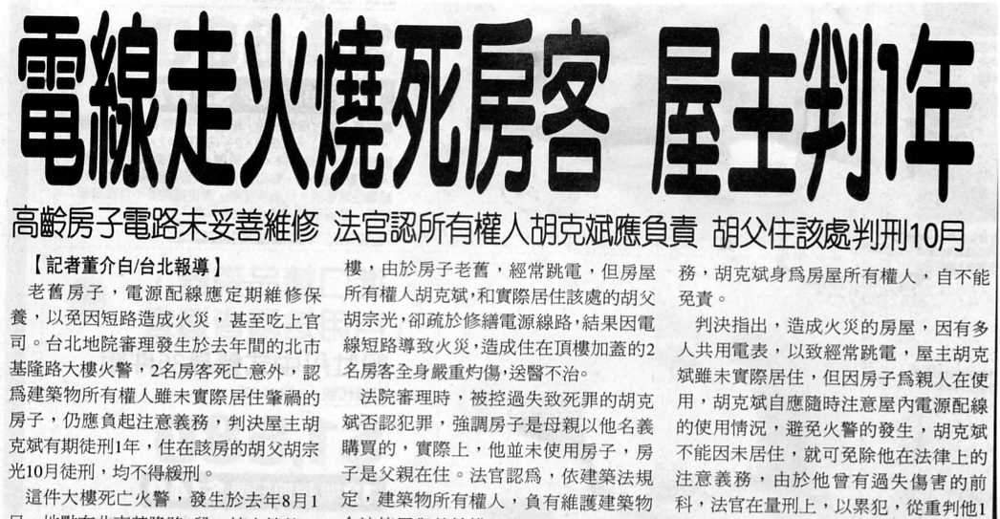 電線走火燒死房客 屋主判1年
高齡房子電路未妥善維修 法官認所有權人胡克斌應負責 胡父住該處判刑10月
【記者董介白/台北報導】
老舊房子，電源配線應定期維修保
養，以免因短路造成火災，甚至吃上官
司。台北地院審理發生於去年間的北市
基隆路大樓火警，2名房客死亡意外，認
為建築物所有權人雖未實際居住肇禍的
房子，仍應負起注意義務，判決屋主胡
克斌有期徒刑1年，住在該房的胡父胡宗
光10月徒刑，均不得緩刑。
這件大樓死亡火警，發生於去年8月1
樓，由於房子老舊，經常跳電，但房屋
所有權人胡克斌，和實際居住該處的胡父
胡宗光，卻疏於修繕電源線路，結果因電
線短路導致火災，造成住在頂樓加蓋的2
名房客全身嚴重灼傷，送醫不治。
法院審理時，被控過失致死罪的胡克
斌否認犯罪，強調房子是母親以他名義
購買的，實際上，他並未使用房子，房
子是父親在住。法官認為，依建築法規
定，建築物所有權人，負有維護建築物
務，胡克斌身為房屋所有權人，自不能
免責。
判決指出，造成火災的房屋，因有多
人共用電表，以致經常跳電，屋主胡克
斌雖未實際居住，但因房子為親人在使
用，胡克斌自應隨時注意屋內電源配線
的使用情況，避免火警的發生，胡克斌
不能因未居住，就可免除他在法律上的
注意義務，由於他曾有過失傷害的前
科，法官在量刑上，以累犯，從重判他1